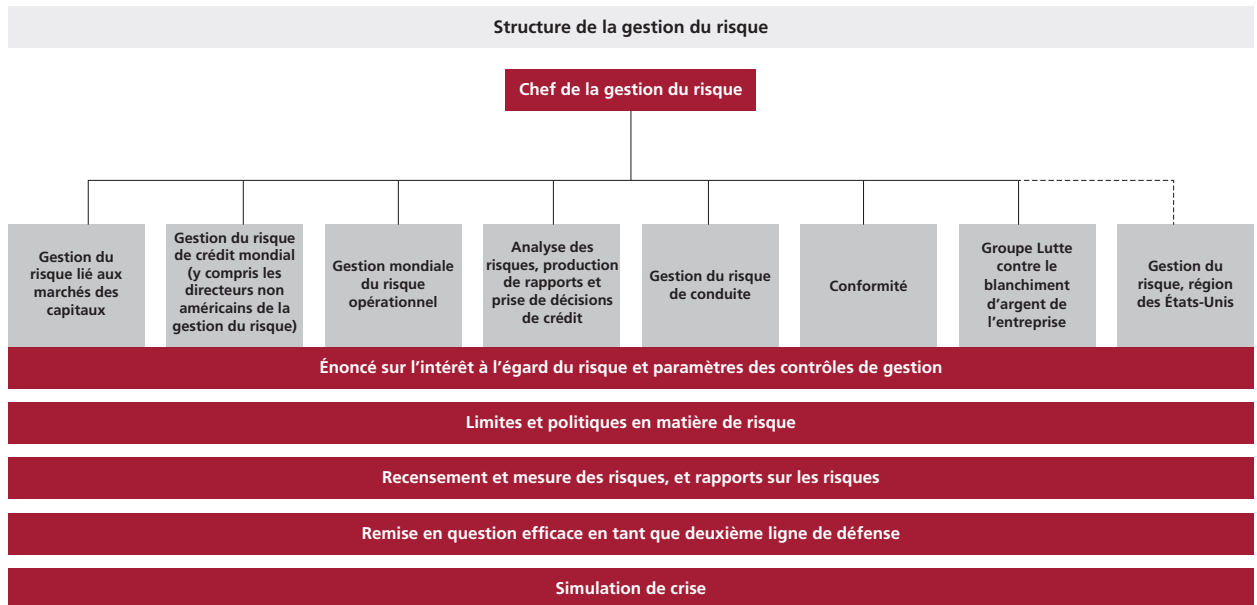 Structure de la gestion du risque
Chef de la gestion du risque
Gestion du
risque lié aux
marchés des
capitaux
Gestion du risque
de crédit mondial
(y compris les
directeurs non
américains de la
gestion du risque)
Gestion mondiale
du risque
opérationnel
Analyse des
risques, production
de rapports et
prise de décisions
de crédit
Gestion du risque
de conduite
Conformité
Groupe Lutte
contre le
blanchiment
d'argent de
l'entreprise
Gestion du
risque, région
des États-Unis
Énoncé sur l'intérêt à l'égard du risque et paramètres des contrôles de gestion
Limites et politiques en matière de risque
Recensement et mesure des risques, et rapports sur les risques
Remise en question efficace en tant que deuxième ligne de défense
Simulation de crise